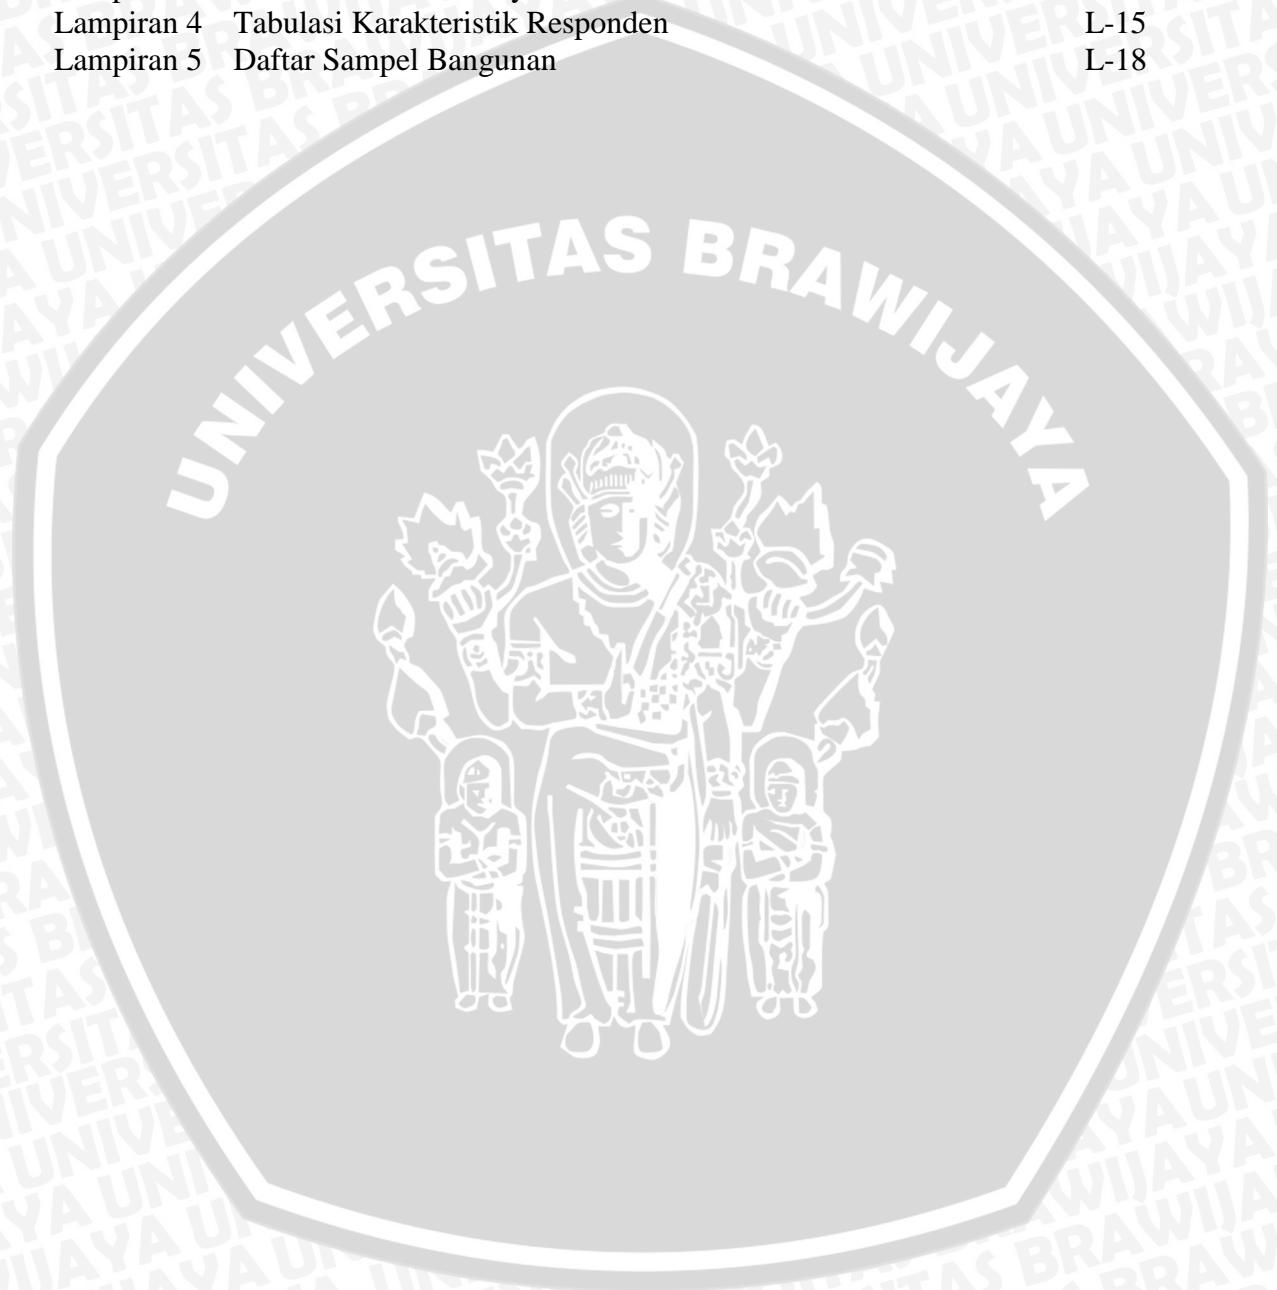 Lampiran 4 Tabulasi Karakteristik Responden L-15
Lampiran 5 Daftar Sampel Bangunan L-18
UNIVERSITAS BRAWIJAYA